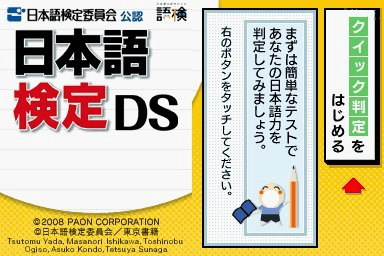 日本語検定委員会 公認
語検
日本語
検定DS
©2008 PAON CORPORATION
©日本語検定委員会／東京書籍
Tsutomu Yada, Masanori Ishikawa, Toshinobu
Ogiso, Asuko Kondo, Tetsuya Sunaga
クイック判定を
はじめる
まずは簡単なテストで
あなたの日本語力を
判定してみましょう。
右のボタンをタッチしてください。